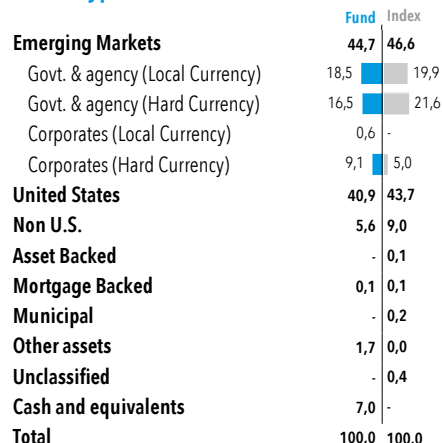 Fund Index
Emerging Markets 44,7 46,6
Govt. & agency (Local Currency) 18,5 19,9
Govt. & agency (Hard Currency) 16,5 21,6
Corporates (Local Currency) 0,6 -
Corporates (Hard Currency) 9,1 5,0
United States 40,9 43,7
Non U.S. 5,6 9,0
Asset Backed - 0,1
Mortgage Backed 0,1 0,1
Municipal - 0,2
Other assets 1,7 0,0
Unclassified - 0,4
Cash and equivalents 7,0 -
Total 100,0 100,0